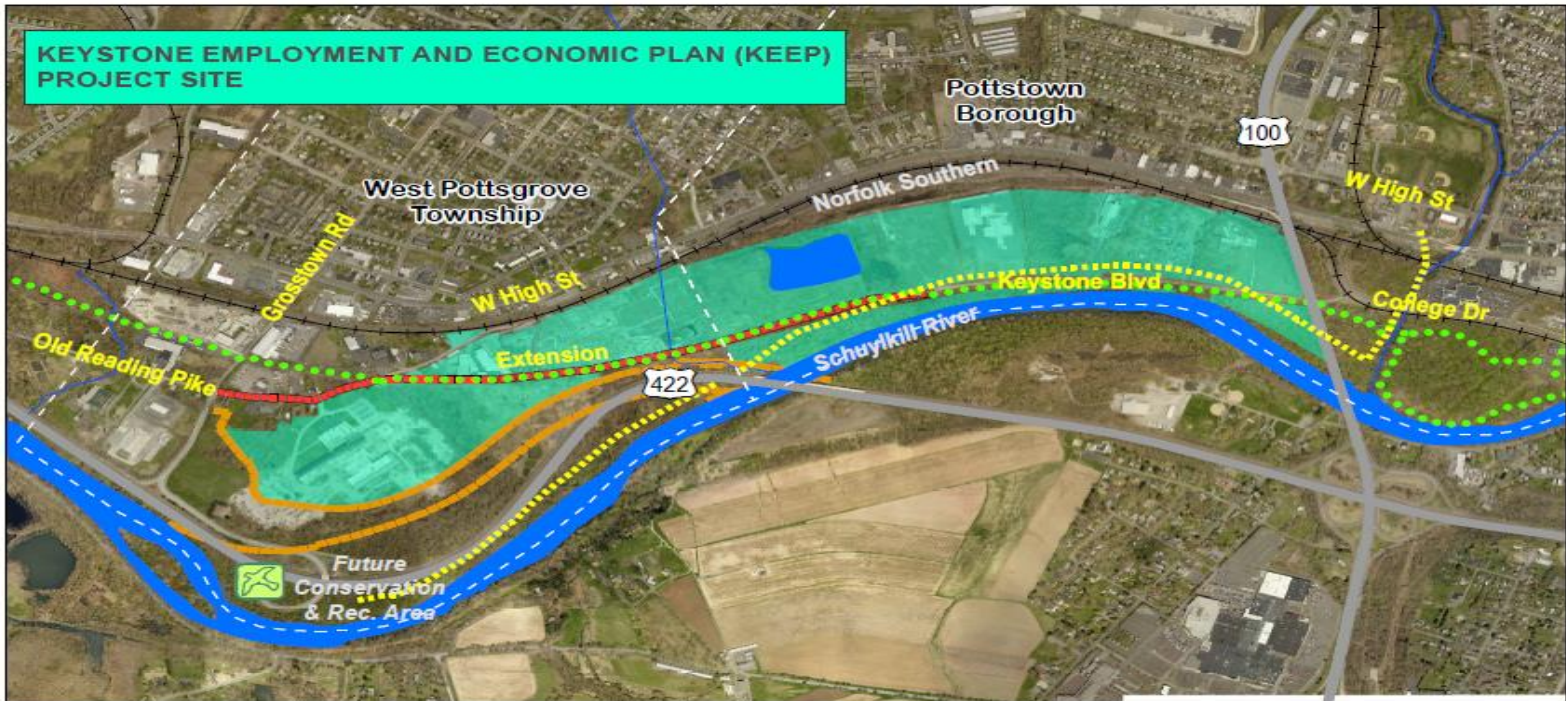 KEYSTONE EMPLOYMENT AND ECONOMIC PLAN (KEEP)
PROJECT SITE
Pottstown
Borough
100
West Pottsgrove
Township
Norfolk Southern
W High St
Grosstown Rd
W High St
Keystone Blvd
College Dr
Extension
Schuylkill River
Old Reading Pike
422
Future
Conservation
& Rec. Area